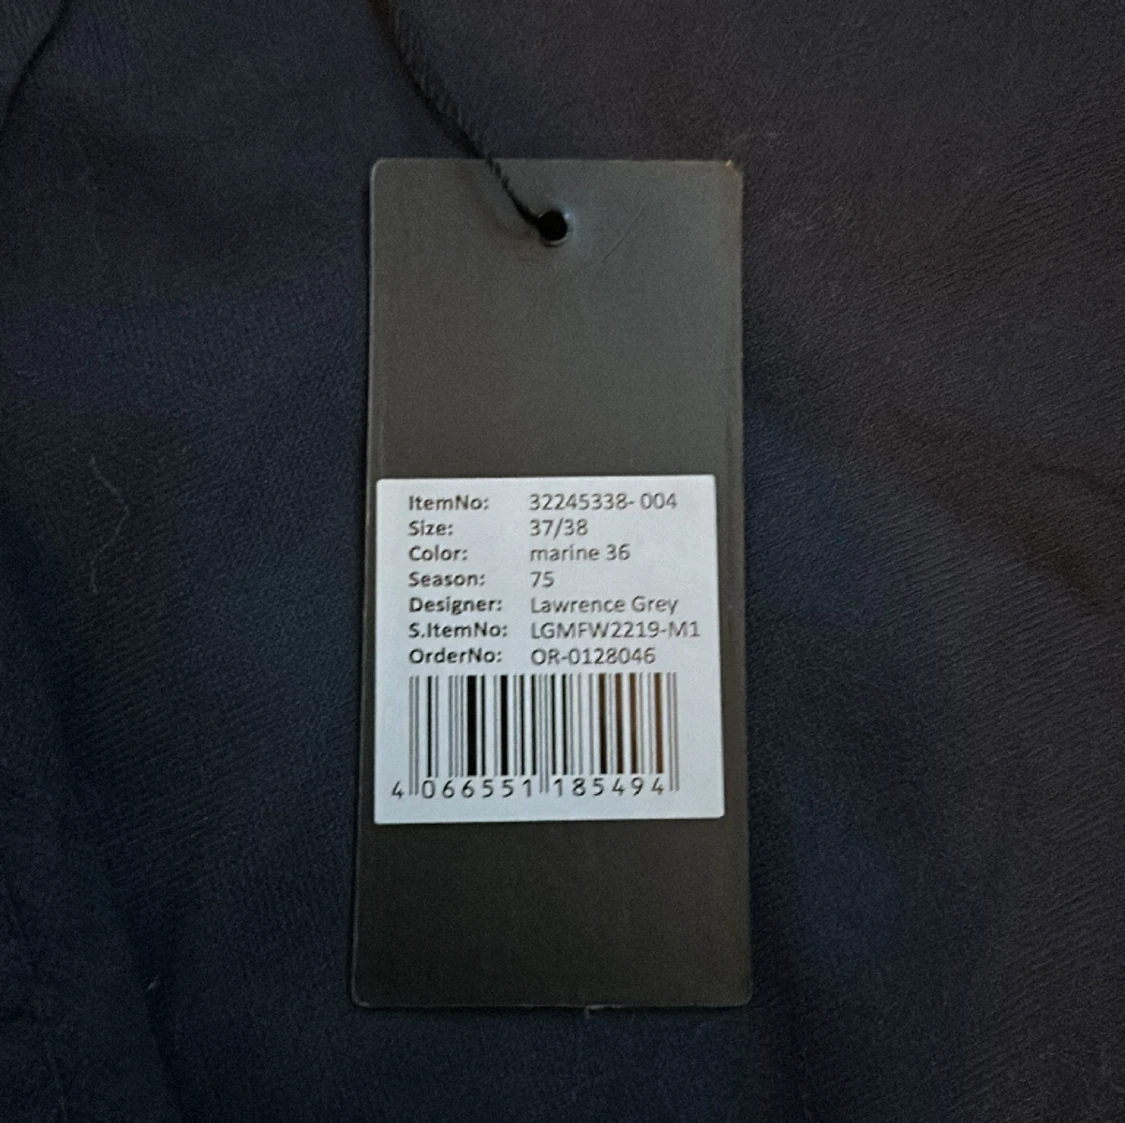 ItemNo: 32245338- 004
Size: 37/38
Color: marine 36
Season: 75
Designer: Lawrence Grey
S.ItemNo: LGMFW2219-M1
OrderNo: OR-0128046
4 066551 185494